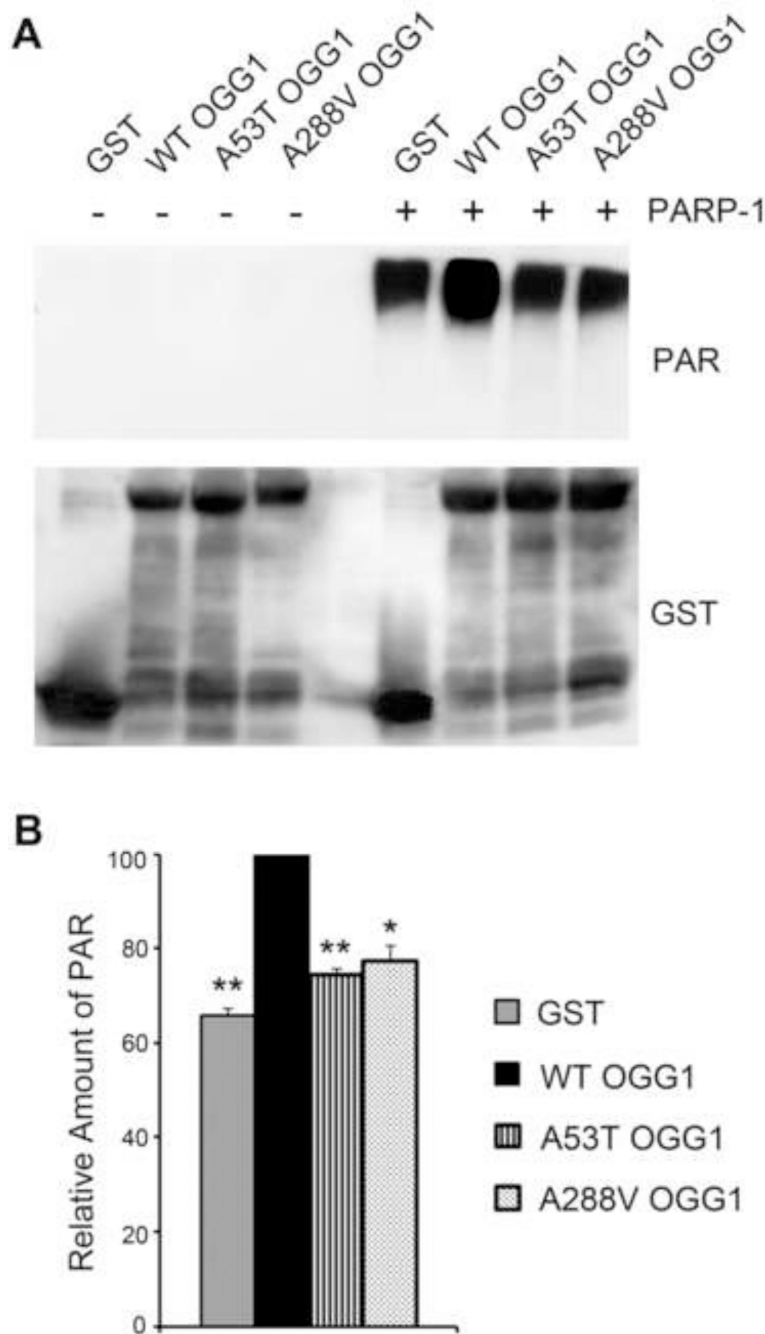 A
GST WT OGG1 A53T OGG1 A288V OGG1 GST WT OGG1 A53T OGG1 A288V OGG1
- - - - + + + + PARP-1
PAR
GST
B
Relative Amount of PAR
100
80
60
40
20
0
**
**
*
GST
WT OGG1
A53T OGG1
A288V OGG1